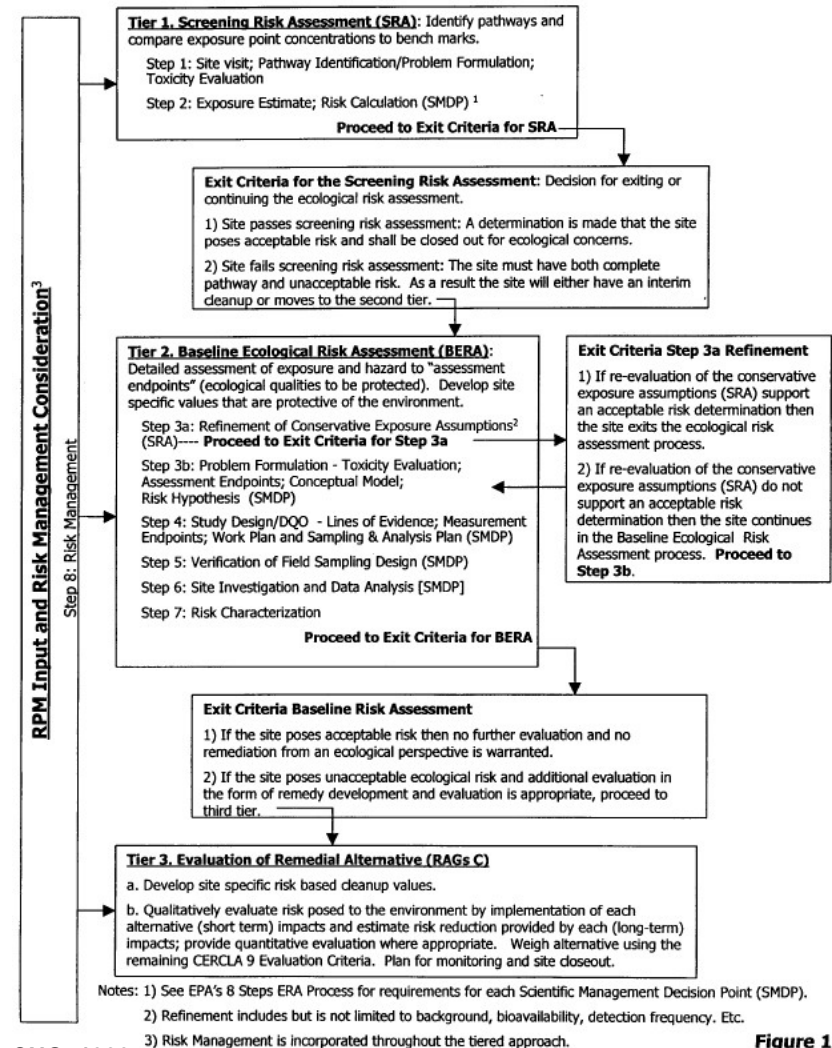 Tier 1. Screening Risk Assessment (SRA): Identify pathways and
compare exposure point concentrations to bench marks.
Step 1: Site visit; Pathway Identification/Problem Formulation;
Toxicity Evaluation
Step 2: Exposure Estimate; Risk Calculation (SMDP) 1
Proceed to Exit Criteria for SRA
Exit Criteria for the Screening Risk Assessment: Decision for exiting or
continuing the ecological risk assessment.
1) Site passes screening risk assessment: A determination is made that the site
poses acceptable risk and shall be closed out for ecological concerns.
2) Site fails screening risk assessment: The site must have both complete
pathway and unacceptable risk. As a result the site will either have an interim
cleanup or moves to the second tier.
RPM Input and Risk Management Consideration3
Step 8: Risk Management
Tier 2. Baseline Ecological Risk Assessment (BERA):
Detailed assessment of exposure and hazard to "assessment
endpoints" (ecological qualities to be protected). Develop site
specific values that are protective of the environment.
Step 3a: Refinement of Conservative Exposure Assumptions2
(SRA)---- Proceed to Exit Criteria for Step 3a
Step 3b: Problem Formulation - Toxicity Evaluation;
Assessment Endpoints; Conceptual Model;
Risk Hypothesis (SMDP)
Step 4: Study Design/DQO - Lines of Evidence; Measurement
Endpoints; Work Plan and Sampling & Analysis Plan (SMDP)
Step 5: Verification of Field Sampling Design (SMDP)
Step 6: Site Investigation and Data Analysis [SMDP]
Step 7: Risk Characterization
Proceed to Exit Criteria for BERA
Exit Criteria Step 3a Refinement
1) If re-evaluation of the conservative
exposure assumptions (SRA) support
an acceptable risk determination then
the site exits the ecological risk
assessment process.
2) If re-evaluation of the conservative
exposure assumptions (SRA) do not
support an acceptable risk
determination then the site continues
in the Baseline Ecological Risk
Assessment process. Proceed to
Step 3b.
Exit Criteria Baseline Risk Assessment
1) If the site poses acceptable risk then no further evaluation and no
remediation from an ecological perspective is warranted.
2) If the site poses unacceptable ecological risk and additional evaluation in
the form of remedy development and evaluation is appropriate, proceed to
third tier.
Tier 3. Evaluation of Remedial Alternative (RAGs C)
a. Develop site specific risk based cleanup values.
b. Qualitatively evaluate risk posed to the environment by implementation of each
alternative (short term) impacts and estimate risk reduction provided by each (long-term)
impacts; provide quantitative evaluation where appropriate. Weigh alternative using the
remaining CERCLA 9 Evaluation Criteria. Plan for monitoring and site closeout.
Notes: 1) See EPA's 8 Steps ERA Process for requirements for each Scientific Management Decision Point (SMDP).
2) Refinement includes but is not limited to background, bioavailability, detection frequency. Etc.
3) Risk Management is incorporated throughout the tiered approach.
Figure 1